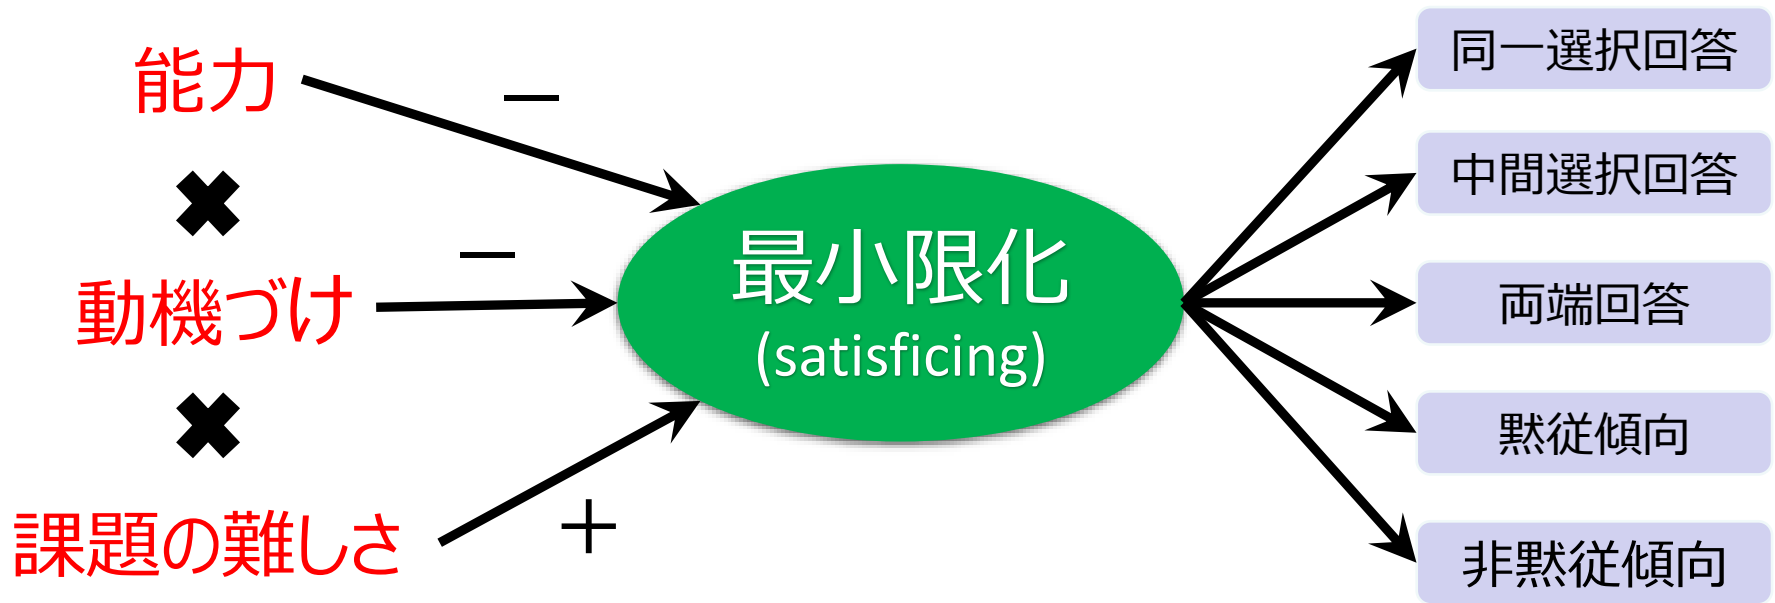 能力
✖
動機づけ
✖
課題の難しさ
－
－
＋
最小限化
(satisficing)
同一選択回答
中間選択回答
両端回答
黙従傾向
非黙従傾向